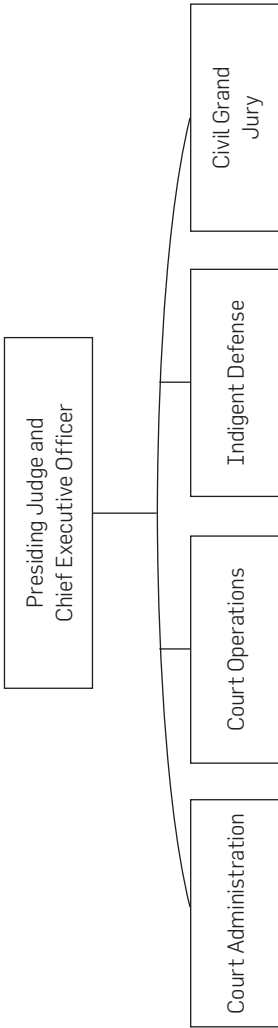 Presiding Judge and
Chief Executive Officer
Court Administration
Court Operations
Indigent Defense
Civil Grand
Jury